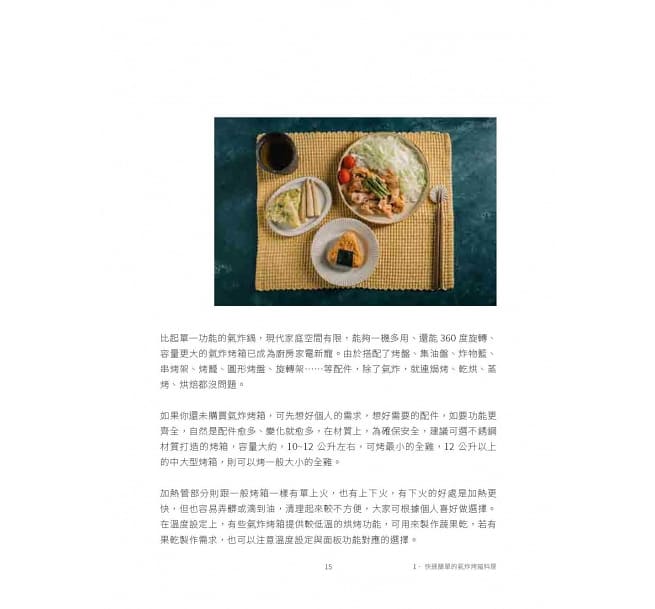 比起單一功能的氣炸鍋，現代家庭空間有限，能夠一機多用、還能 360 度旋轉、
容量更大的氣炸烤箱已成為廚房家電新寵。由於搭配了烤盤、集油盤、炸物籃、
串烤架、烤籠、圓形烤盤、旋轉架……等配件，除了氣炸，就連焗烤、乾烘、蒸
烤、烘焙都沒問題。
如果你還未購買氣炸烤箱，可先想好個人的需求，想好需要的配件，如要功能更
齊全，自然是配件愈多、變化就愈多，在材質上，為確保安全，建議可選不銹鋼
材質打造的烤箱，容量大約，10~12 公升左右，可烤最小的全雞，12 公升以上
的中大型烤箱，則可以烤一般大小的全雞。
加熱管部分則跟一般烤箱一樣有單上火，也有上下火，有下火的好處是加熱更
快，但也容易弄髒或滴到油，清理起來較不方便，大家可根據個人喜好做選擇。
在溫度設定上，有些氣炸烤箱提供較低溫的烘烤功能，可用來製作蔬果乾，若有
果乾製作需求，也可以注意溫度設定與面板功能對應的選擇。
15
1 · 快速簡單的氣炸烤箱料理